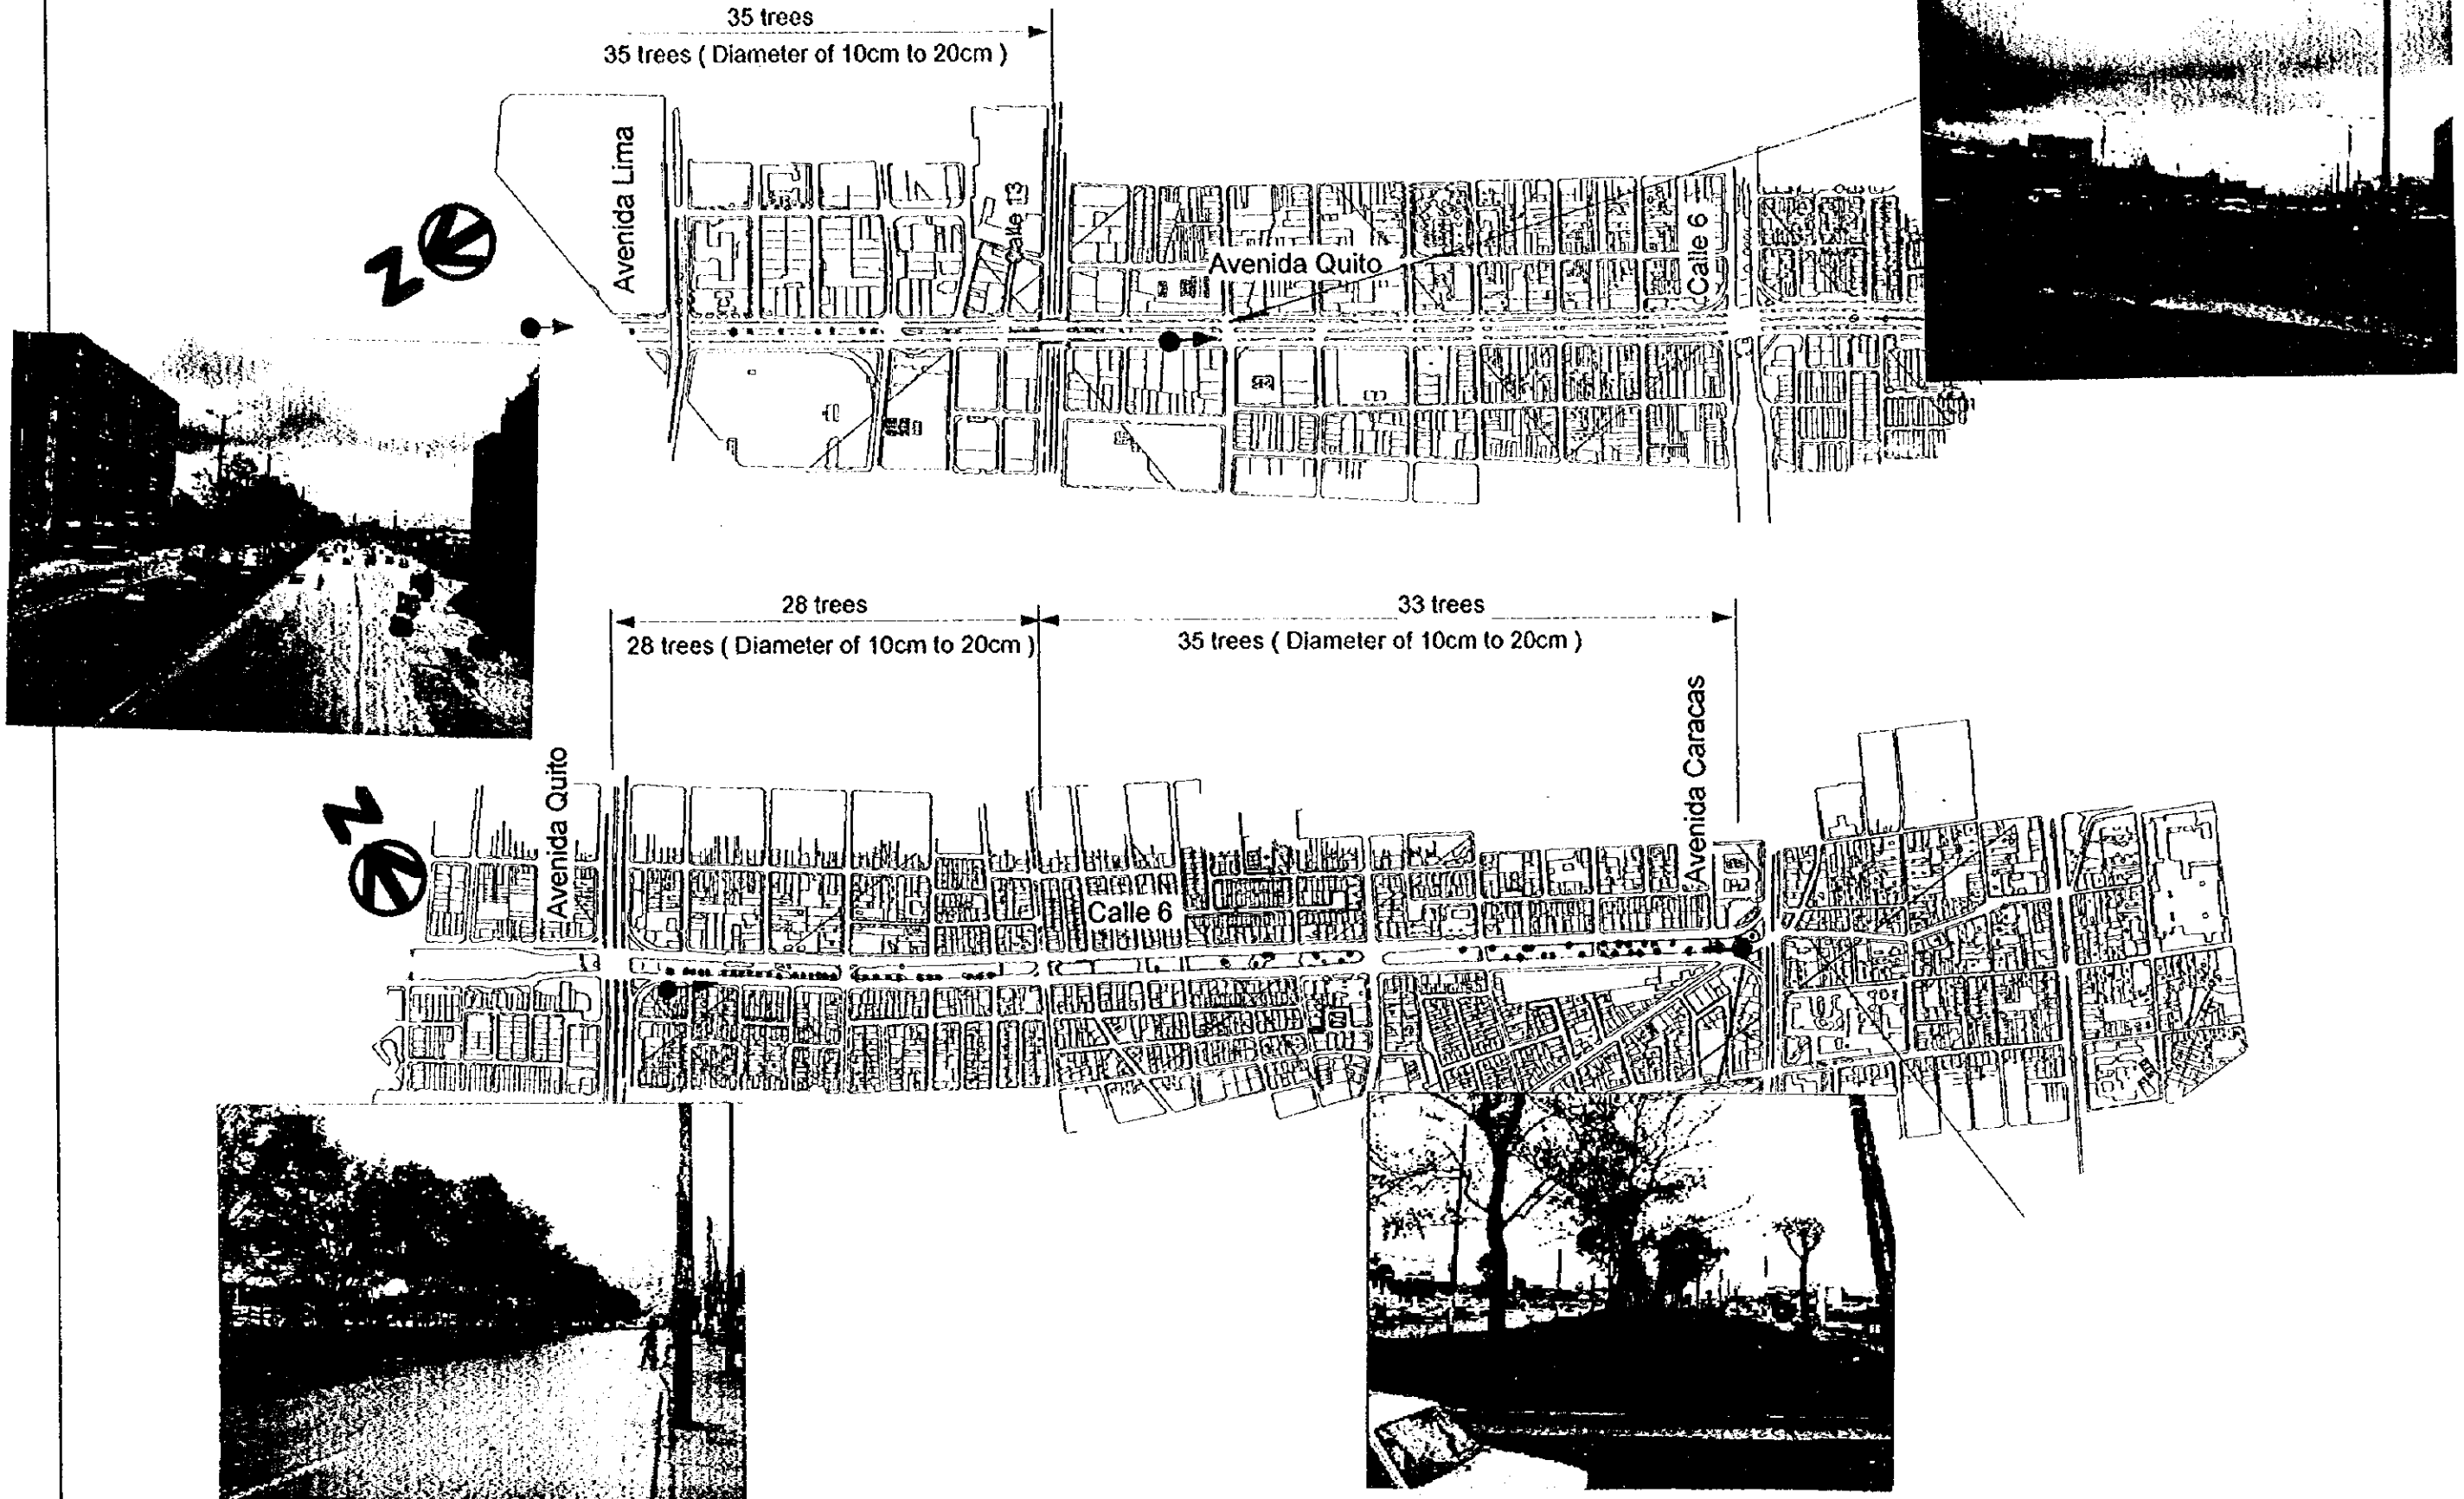 35 trees
35 trees ( Diameter of 10cm to 20cm )
Avenida Lima
Calle 13
Avenida Quito
Calle 6
N
28 trees
33 trees
28 trees ( Diameter of 10cm to 20cm )
35 trees ( Diameter of 10cm to 20cm )
Avenida Caracas
Avenida Quito
N
Calle 6